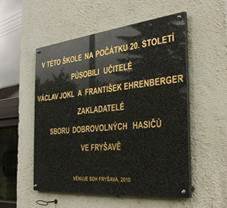 V TÉTO ŠKOLE NA POČÁTKU 20. STOLETÍ
PŮSOBILI UČITELÉ
VÁCLAV JOKL A FRANTIŠEK EHRENBERGER
ZAKLADATELÉ
SBORU DOBROVOLNÝCH HASIČŮ
VE FRYŠAVĚ
VĚNUJE SDH FRYŠAVA, 2010